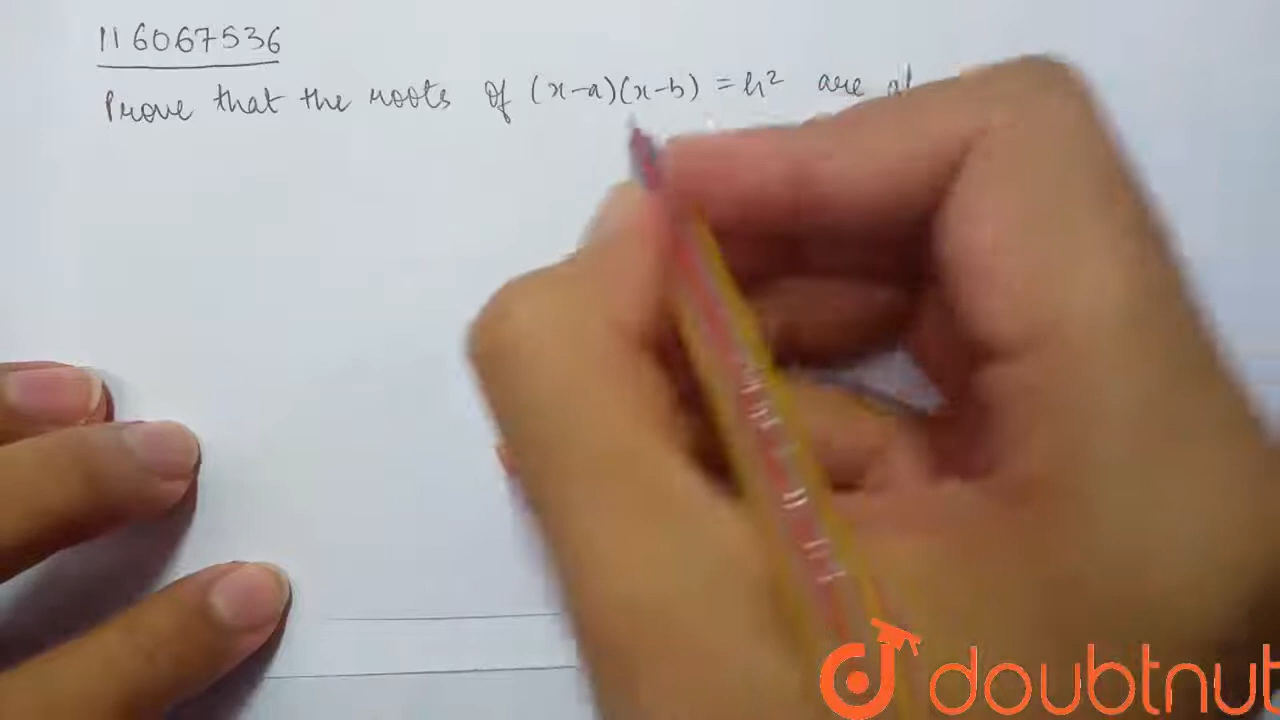 116067536
Prove that the roots of (x-a)(x-b) = h² are
doubtnut